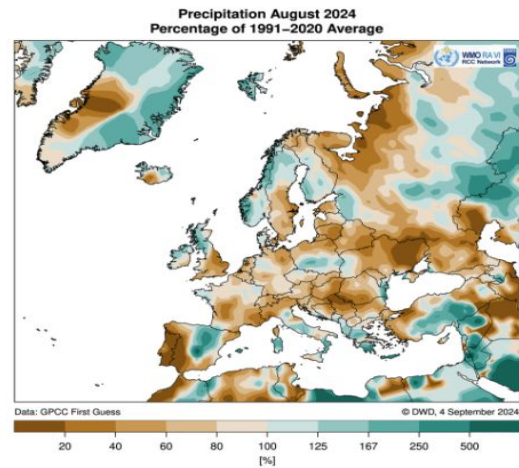 Precipitation August 2024
Percentage of 1991–2020 Average
WMO RA VI
RCC Network
Data: GPCC First Guess
© DWD, 4 September 2024
20 40 60 80 100 125 167 250 500
[%]